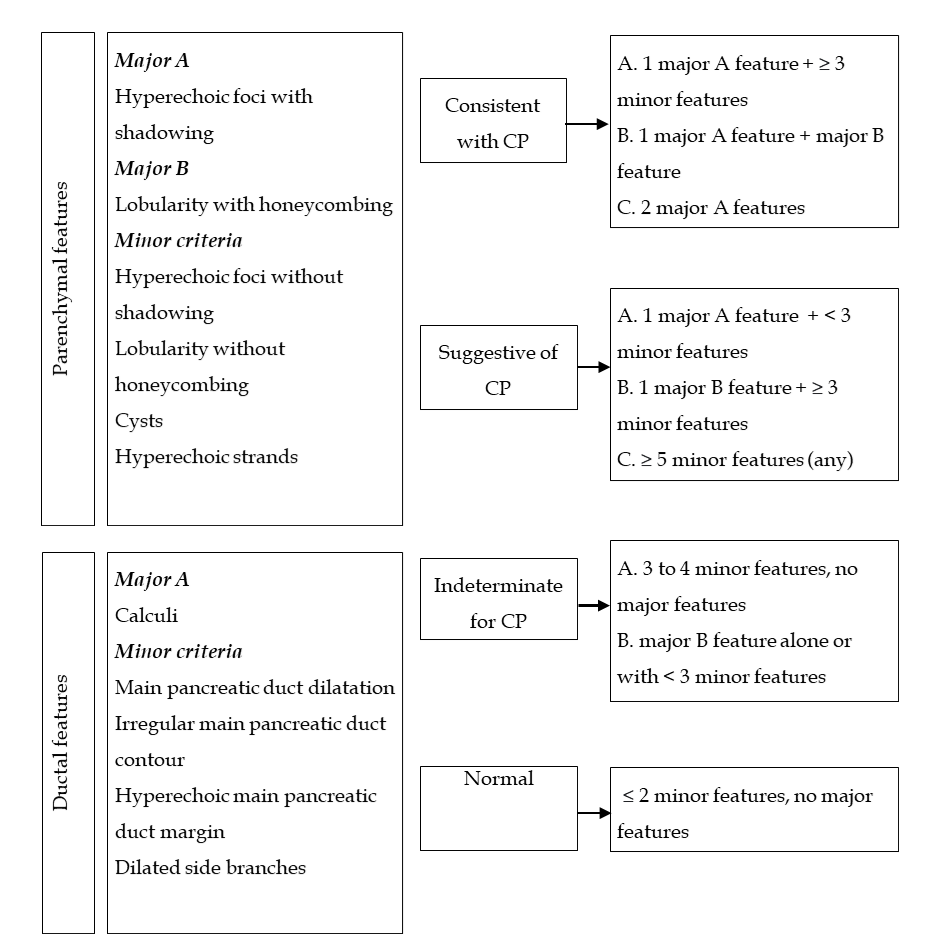 Parenchymal features
Major A
Hyperechoic foci with
shadowing
Major B
Lobularity with honeycombing
Minor criteria
Hyperechoic foci without
shadowing
Lobularity without
honeycombing
Cysts
Hyperechoic strands
Ductal features
Major A
Calculi
Minor criteria
Main pancreatic duct dilatation
Irregular main pancreatic duct
contour
Hyperechoic main pancreatic
duct margin
Dilated side branches
Consistent
with CP
A. 1 major A feature + ≥ 3
minor features
B. 1 major A feature + major B
feature
C. 2 major A features
Suggestive of
CP
A. 1 major A feature + < 3
minor features
B. 1 major B feature + ≥ 3
minor features
C. ≥ 5 minor features (any)
Indeterminate
for CP
A. 3 to 4 minor features, no
major features
B. major B feature alone or
with < 3 minor features
Normal
≤ 2 minor features, no major
features